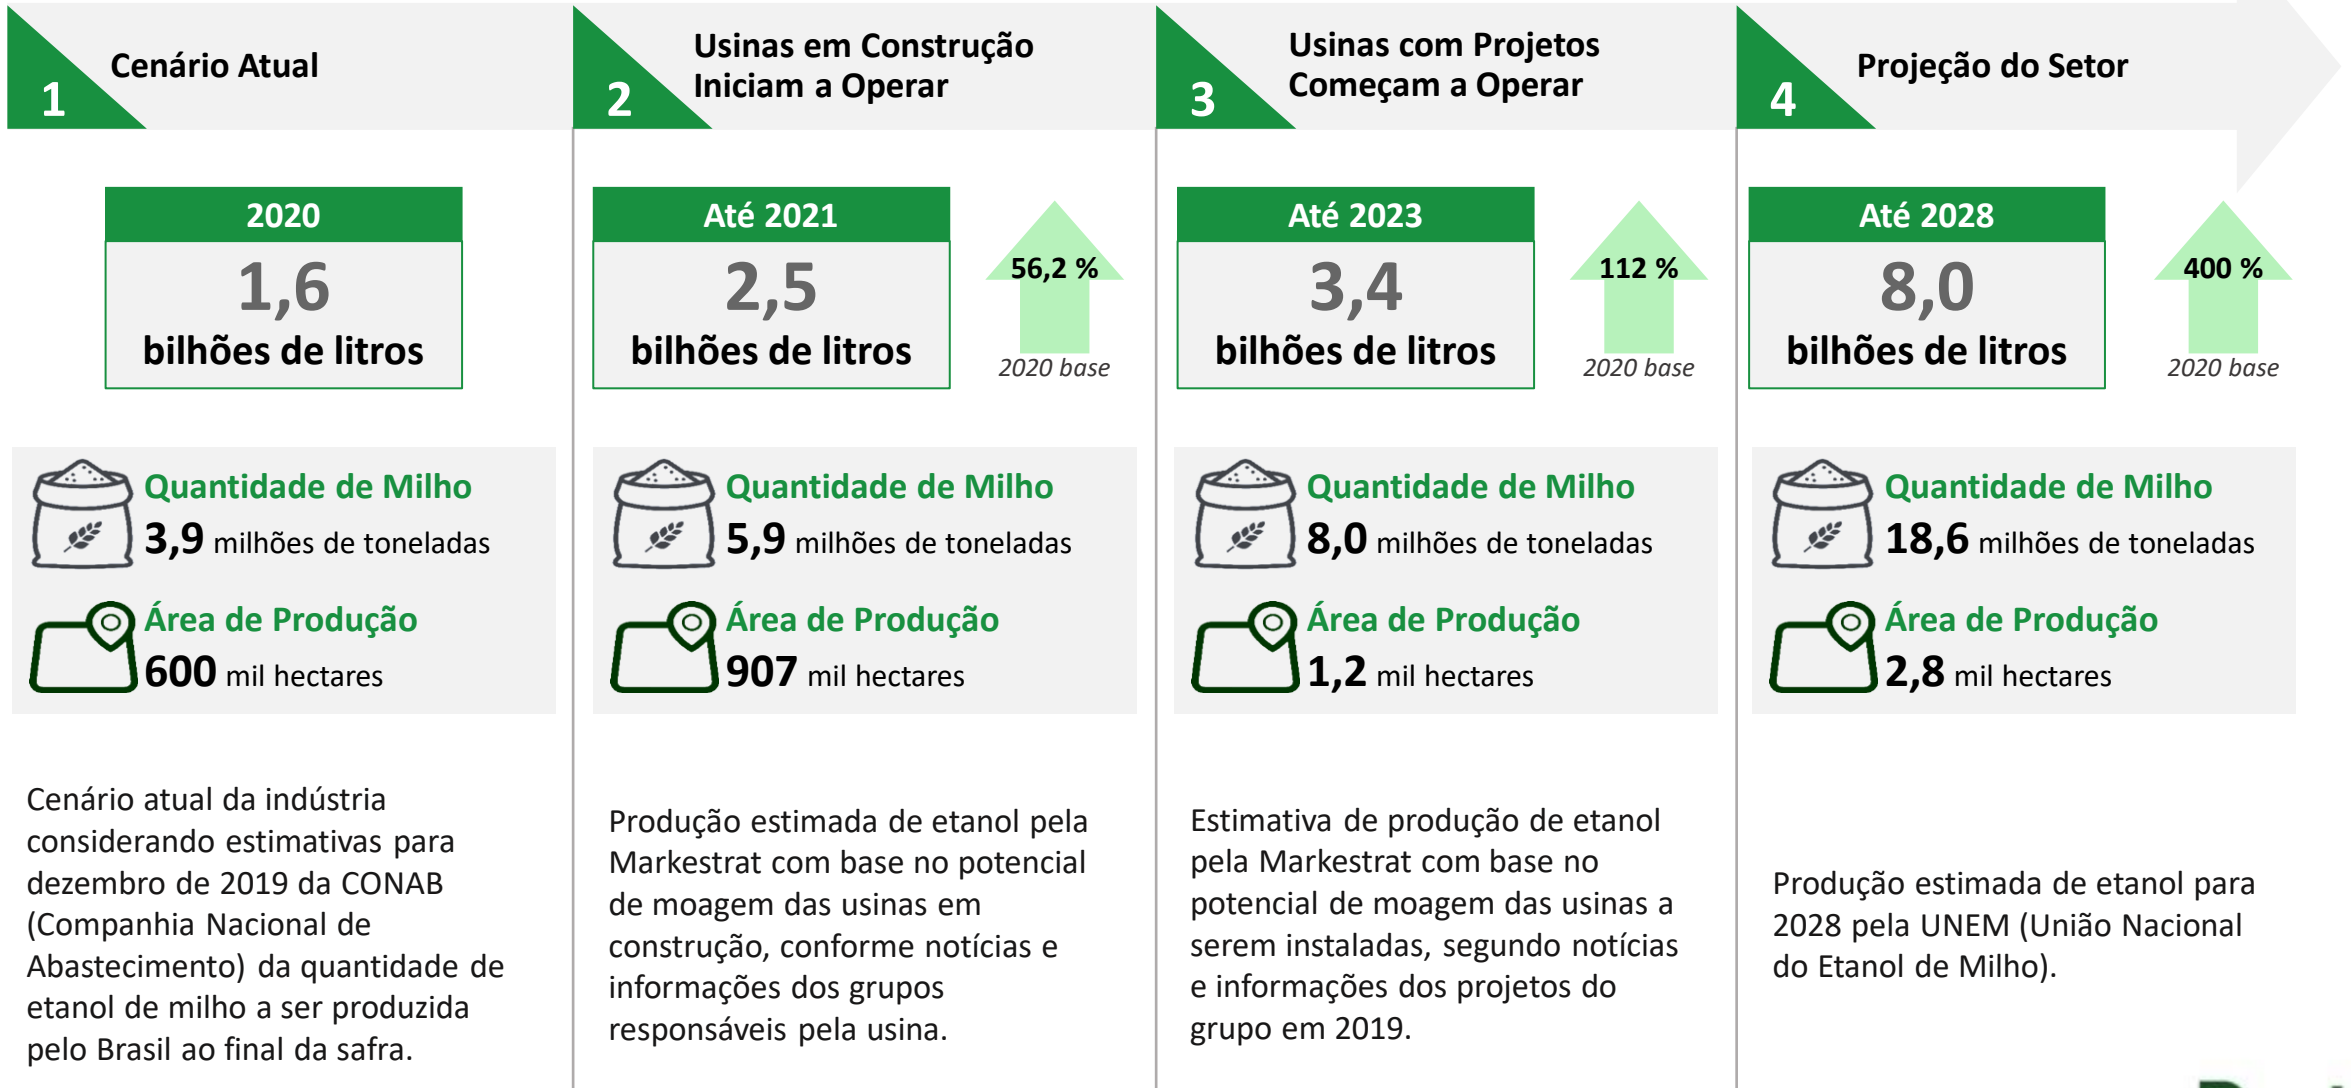 1
Cenário Atual
2020
1,6
bilhões de litros
Quantidade de Milho
3,9 milhões de toneladas
Área de Produção
600 mil hectares
Cenário atual da indústria
considerando estimativas para
dezembro de 2019 da CONAB
(Companhia Nacional de
Abastecimento) da quantidade de
etanol de milho a ser produzida
pelo Brasil ao final da safra.
2
Usinas em Construção
Iniciam a Operar
Até 2021
2,5
bilhões de litros
56,2 %
2020 base
Quantidade de Milho
5,9 milhões de toneladas
Área de Produção
907 mil hectares
Produção estimada de etanol pela
Markestrat com base no potencial
de moagem das usinas em
construção, conforme notícias e
informações dos grupos
responsáveis pela usina.
3
Usinas com Projetos
Começam a Operar
Até 2023
3,4
bilhões de litros
112 %
2020 base
Quantidade de Milho
8,0 milhões de toneladas
Área de Produção
1,2 mil hectares
Estimativa de produção de etanol
pela Markestrat com base no
potencial de moagem das usinas a
serem instaladas, segundo notícias
e informações dos projetos do
grupo em 2019.
4
Projeção do Setor
Até 2028
8,0
bilhões de litros
400 %
2020 base
Quantidade de Milho
18,6 milhões de toneladas
Área de Produção
2,8 mil hectares
Produção estimada de etanol para
2028 pela UNEM (União Nacional
do Etanol de Milho).